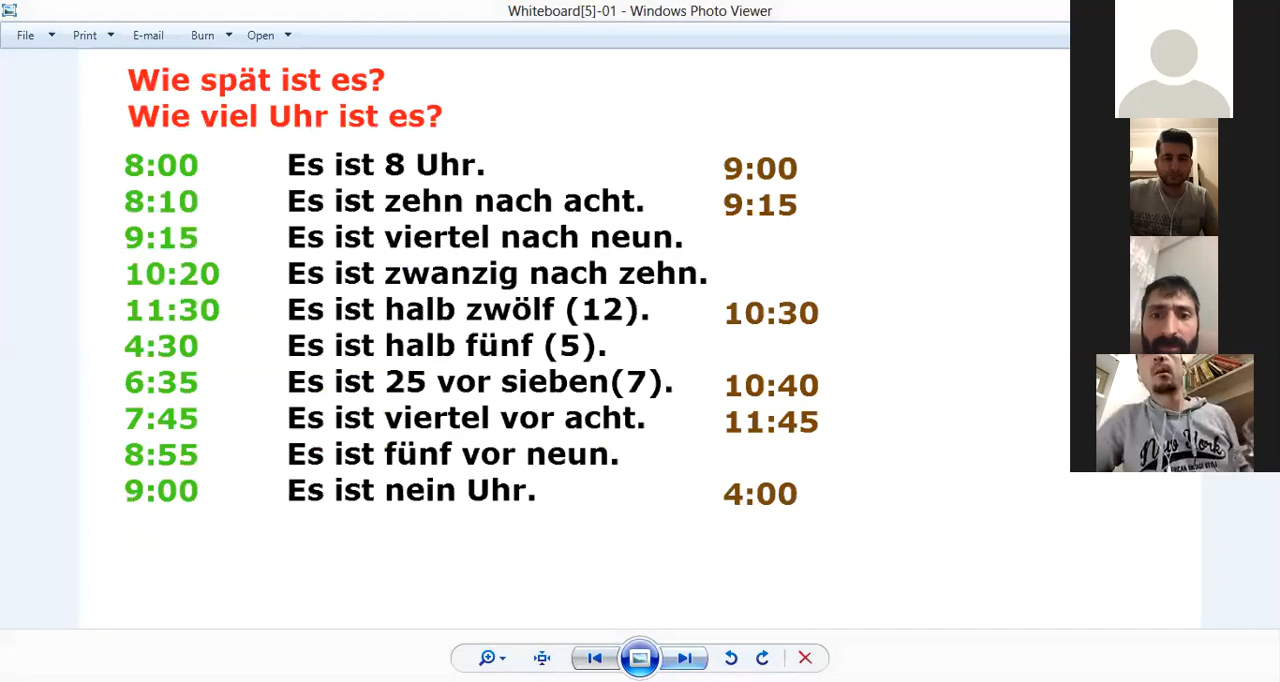 Whiteboard[5]-01 - Windows Photo Viewer
File Print E-mail Burn Open
Wie spät ist es?
Wie viel Uhr ist es?
8:00 Es ist 8 Uhr. 9:00
8:10 Es ist zehn nach acht. 9:15
9:15 Es ist viertel nach neun.
10:20 Es ist zwanzig nach zehn.
11:30 Es ist halb zwölf (12). 10:30
4:30 Es ist halb fünf (5).
6:35 Es ist 25 vor sieben(7). 10:40
7:45 Es ist viertel vor acht. 11:45
8:55 Es ist fünf vor neun.
9:00 Es ist nein Uhr. 4:00
New York